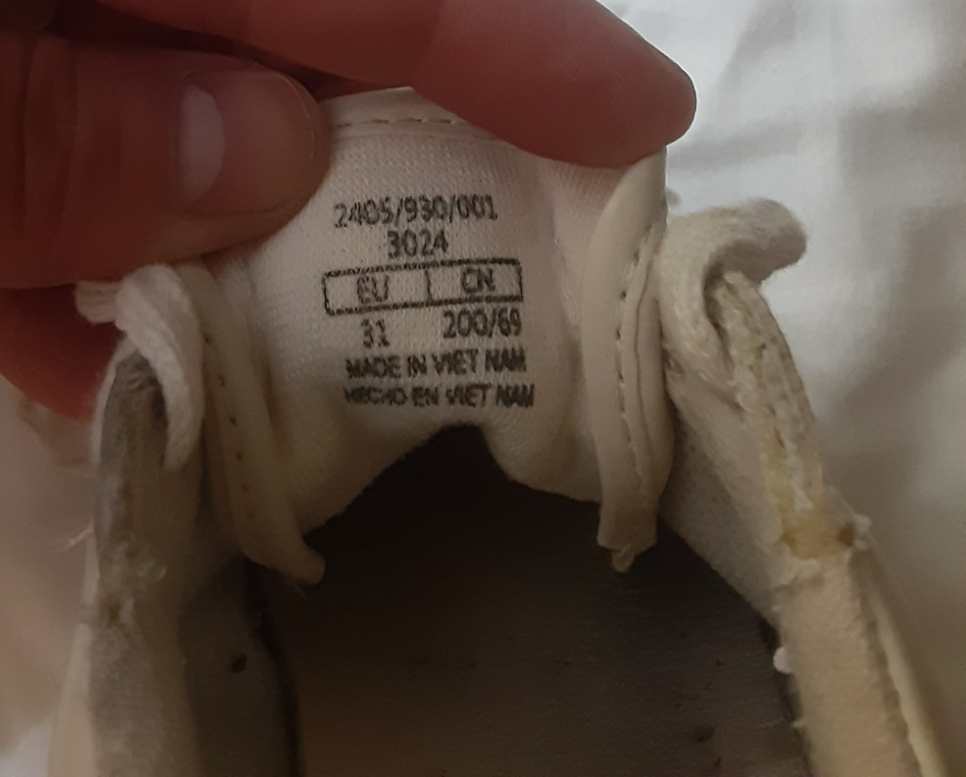 2405/930/001
3024
EU CN
31 200/69
MADE IN VIET NAM
HECHO EN VIET NAM